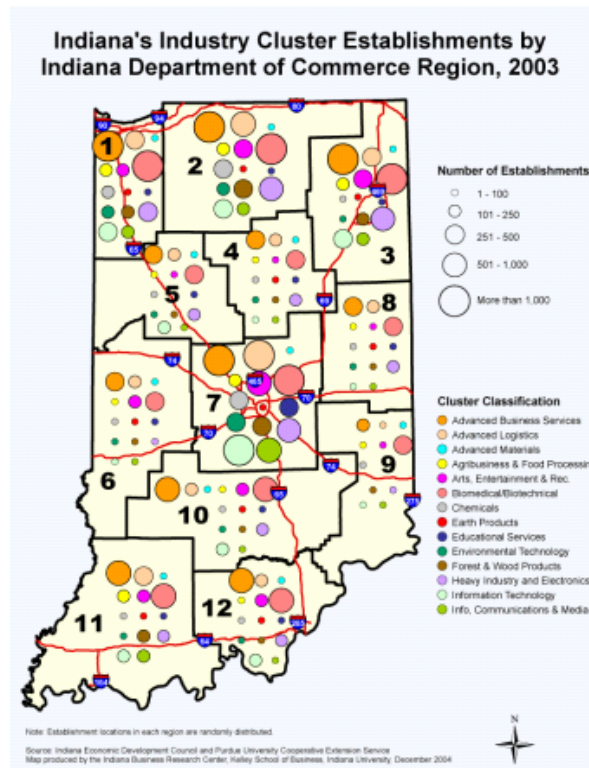 Indiana's Industry Cluster Establishments by
Indiana Department of Commerce Region, 2003
90
94
80
1
2
Number of Establishments
1 - 100
101 - 250
251 - 500
501 - 1,000
More than 1,000
65
4
3
5
69
8
74
465
7
70
70
Cluster Classification
Advanced Business Services
Advanced Logistics
Advanced Materials
Agribusiness & Food Processin
Arts, Entertainment & Rec.
Biomedical/Biotechnical
Chemicals
Earth Products
Educational Services
Environmental Technology
Forest & Wood Products
Heavy Industry and Electronics
Information Technology
Info, Communications & Media
74
9
6
65
275
10
11
12
265
64
164
N
Note: Establishment locations in each region are randomly distributed.
Source: Indiana Economic Development Council and Purdue University Cooperative Extension Service
Map produced by the Indiana Business Research Center, Kelley School of Business, Indiana University, December 2004